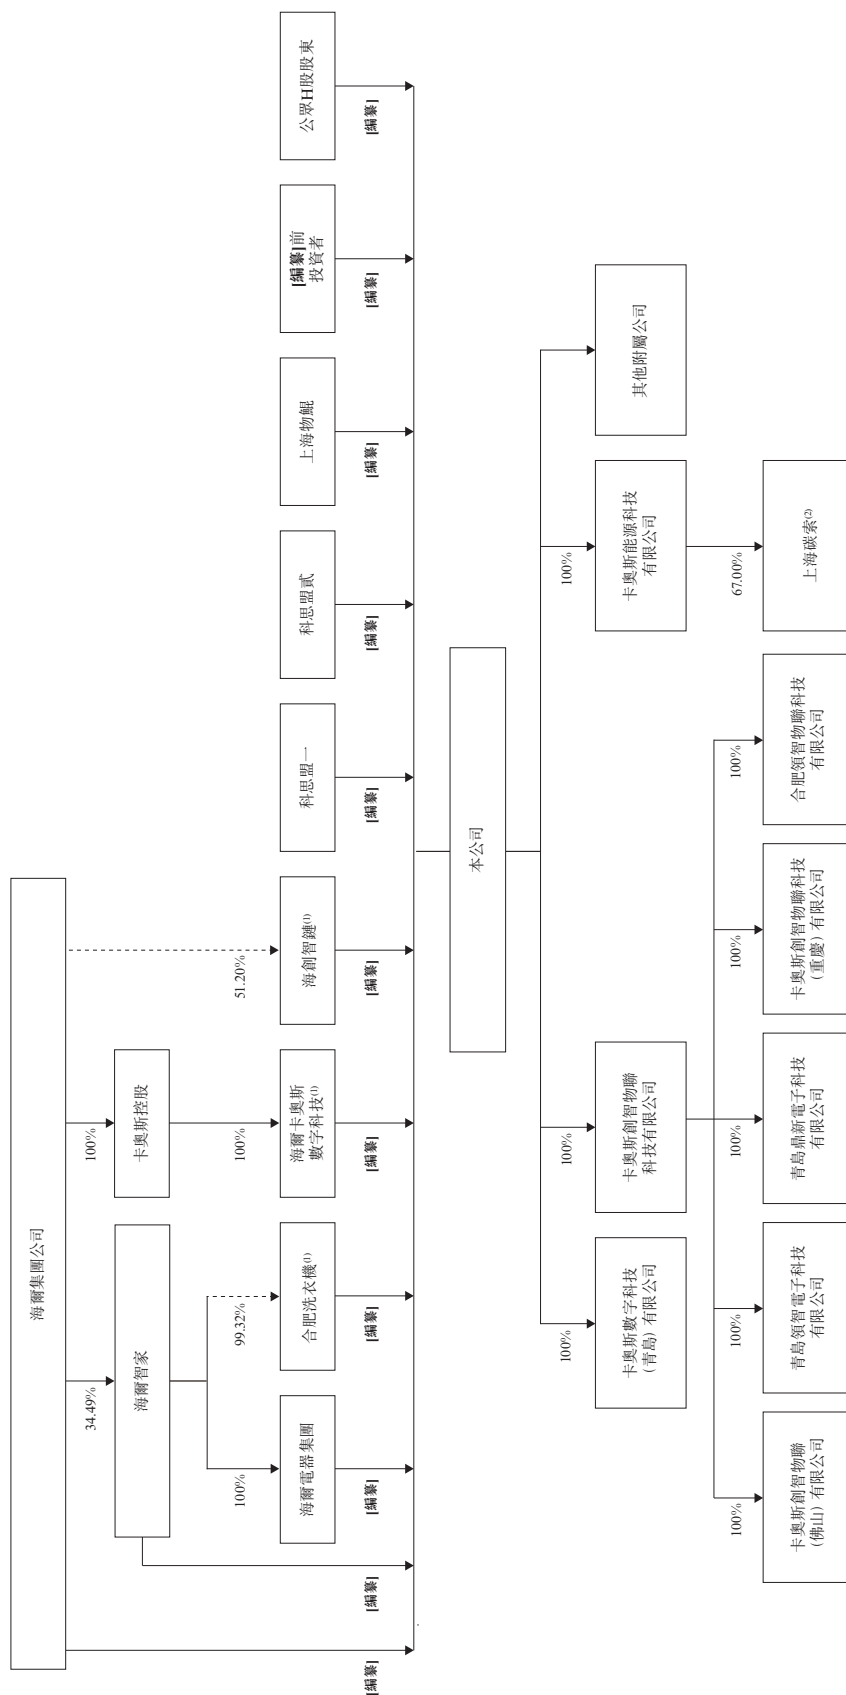 海爾集團公司
34.49%
100%
51.20%
海爾智家
卡奧斯控股
100%
99.32%
100%
海爾電器集團
合肥洗衣機(1)
海爾卡奧斯
數字科技(1)
海創智鏈(1)
科思盟一
科思盟貳
上海物鯤
[編纂]前
投資者
公眾H股股東
[編纂]
[編纂]
[編纂]
[編纂]
[編纂]
[編纂]
[編纂]
[編纂]
[編纂]
[編纂]
[編纂]
本公司
100%
100%
100%
卡奧斯數字科技
(青島)有限公司
卡奧斯創智物聯
科技有限公司
卡奧斯能源科技
有限公司
其他附屬公司
100%
100%
100%
100%
100%
67.00%
卡奧斯創智物聯
(佛山)有限公司
青島領智電子科技
有限公司
青島鼎新電子科技
有限公司
卡奧斯創智物聯科技
(重慶)有限公司
合肥領智物聯科技
有限公司
上海碳索(2)